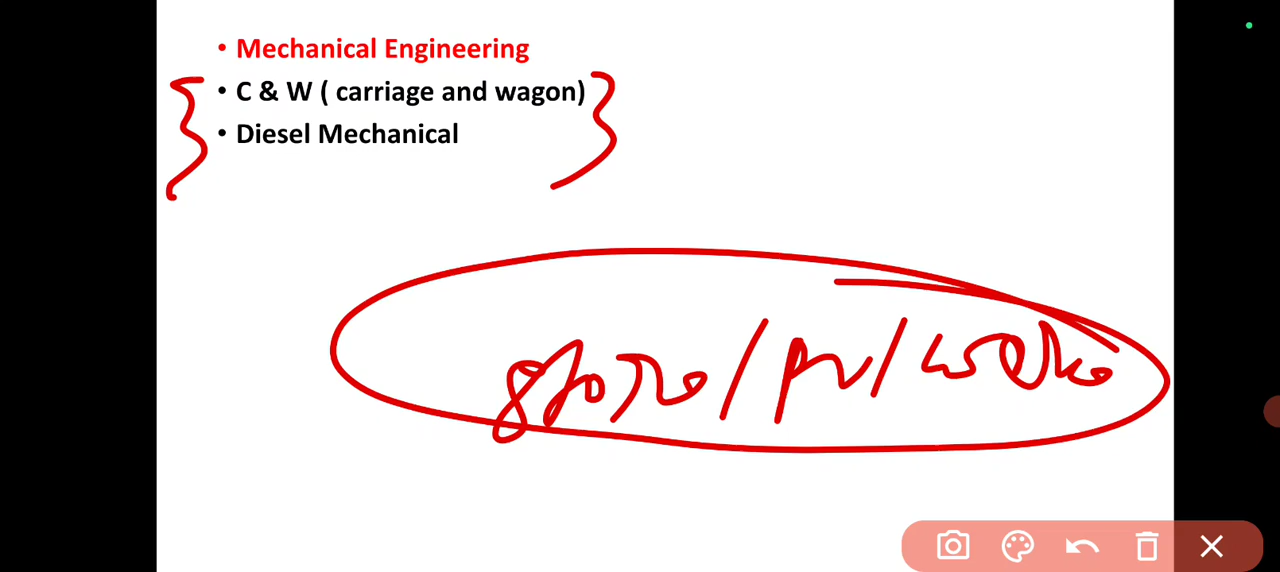 • Mechanical Engineering
• C & W ( carriage and wagon)
• Diesel Mechanical